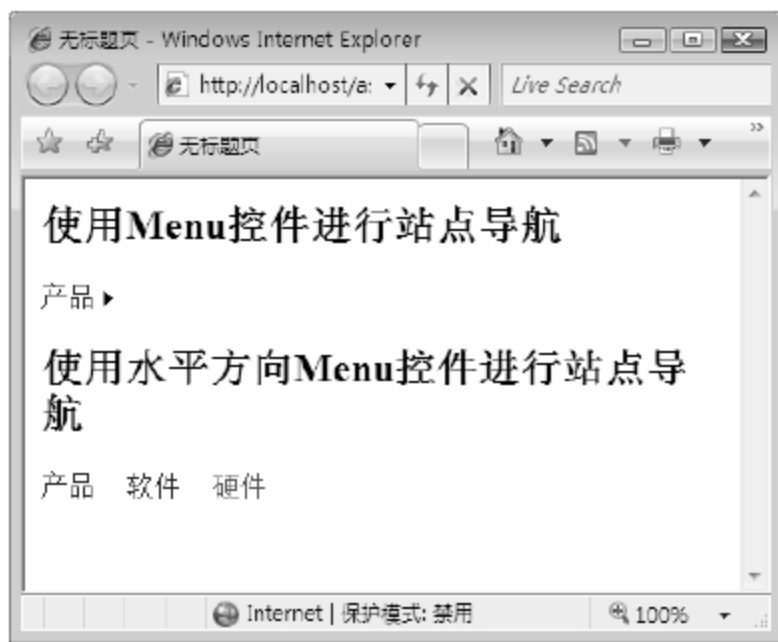 无标题页 - Windows Internet Explorer
http://localhost/a:
Live Search
无标题页
使用Menu控件进行站点导航
产品
使用水平方向Menu控件进行站点导
航
产品 软件 硬件
Internet | 保护模式: 禁用
100%